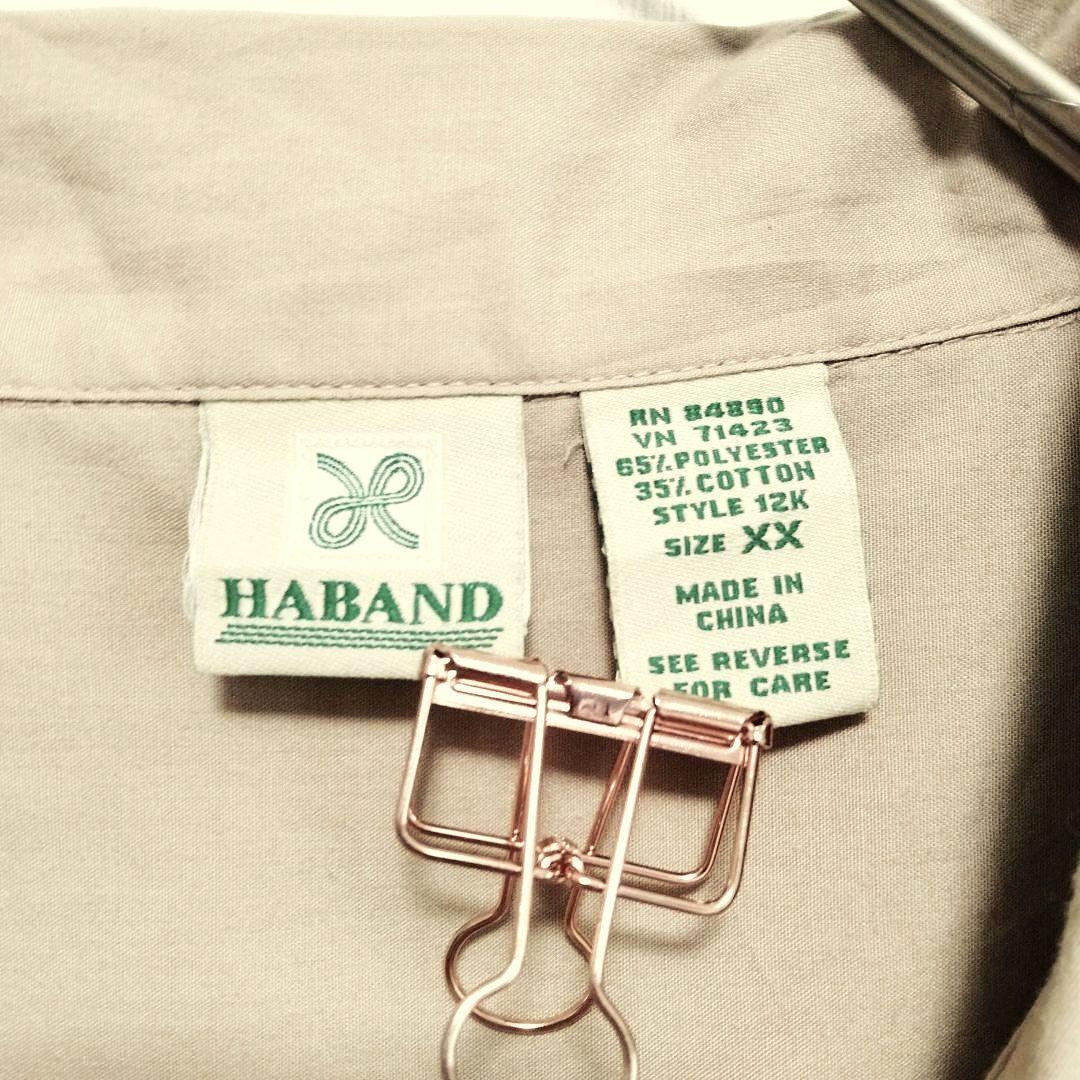 HABAND
RN 84890
VN 71423
65% POLYESTER
35% COTTON
STYLE 12K
SIZE XX
MADE IN
CHINA
SEE REVERSE
FOR CARE